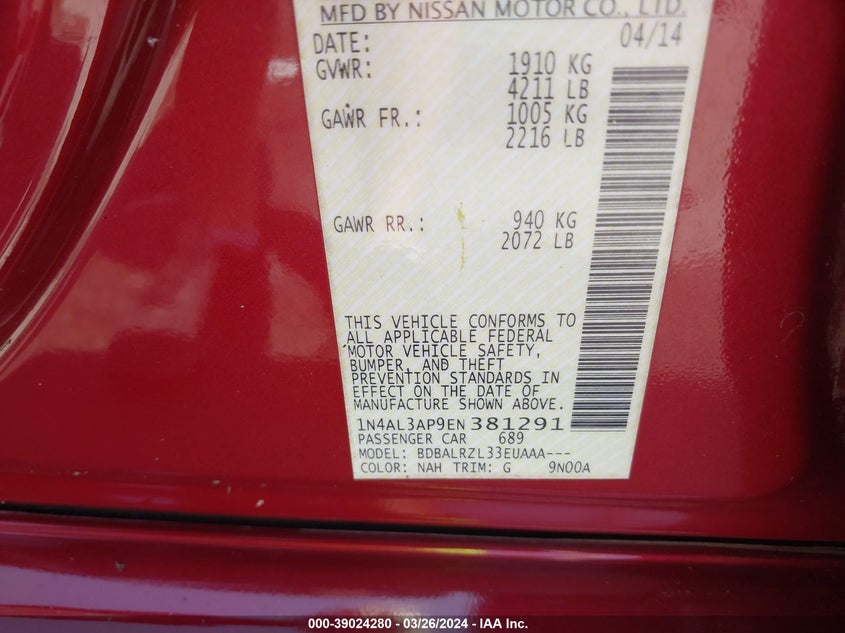 MFD BY NISSAN MOTOR CO., LTD.
DATE: 04/14
GVWR: 1910 KG
4211 LB
GAWR FR.: 1005 KG
2216 LB
GAWR RR.: 940 KG
2072 LB
THIS VEHICLE CONFORMS TO
ALL APPLICABLE FEDERAL
MOTOR VEHICLE SAFETY,
BUMPER, AND THEFT
PREVENTION STANDARDS IN
EFFECT ON THE DATE OF
MANUFACTURE SHOWN ABOVE.
1N4AL3AP9EN381291
PASSENGER CAR 689
MODEL: BDBALRZL33EUAAA---
COLOR: NAH TRIM: G 9N00A
000-39024280 - 03/26/2024 - IAA Inc.